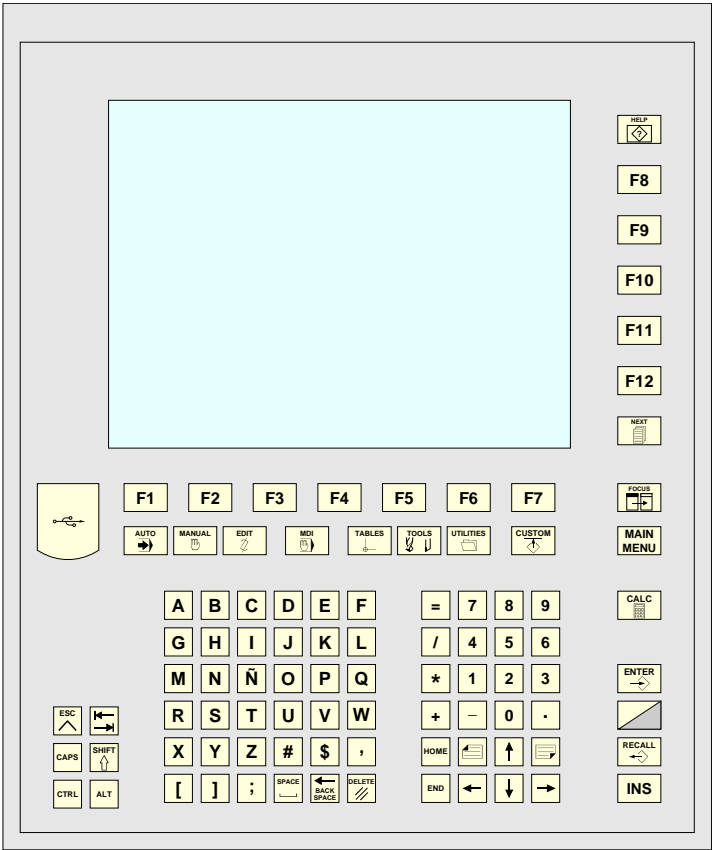 HELP
?
F8
F9
F10
F11
F12
NEXT
F1 F2 F3 F4 F5 F6 F7
FOCUS
AUTO MANUAL EDIT MDI TABLES TOOLS UTILITIES CUSTOM
MAIN
MENU
A B C D E F = 7 8 9
CALC
G H I J K L / 4 5 6
M N Ñ O P Q * 1 2 3
ENTER
ESC
R S T U V W + − 0 .
CAPS SHIFT
X Y Z # $ , HOME
RECALL
CTRL ALT
[ ] ; SPACE BACK
SPACE DELETE END
INS